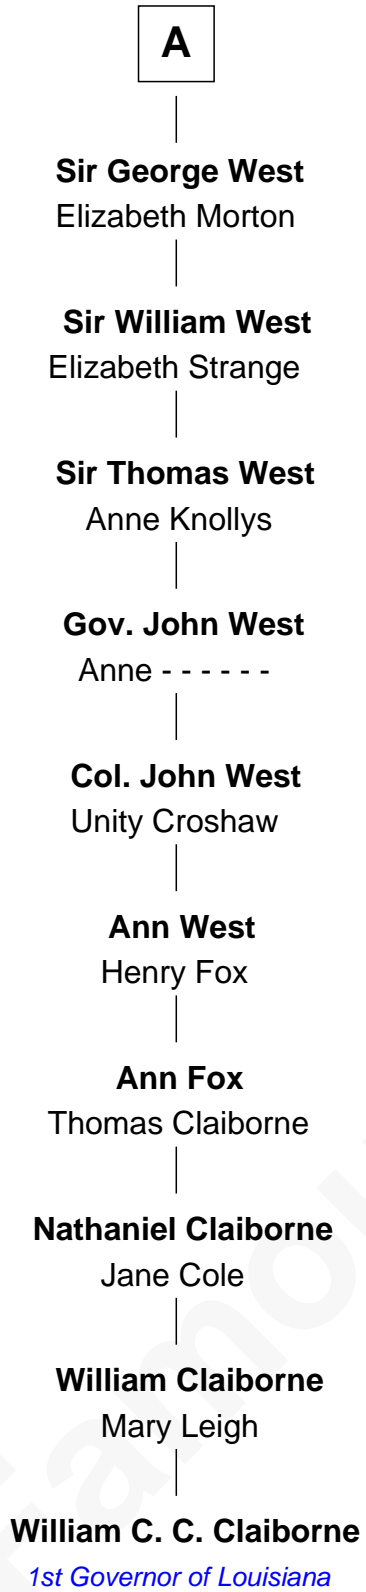 A
Sir George West
Elizabeth Morton
Sir William West
Elizabeth Strange
Sir Thomas West
Anne Knollys
Gov. John West
Anne - - - - - -
Col. John West
Unity Croshaw
Ann West
Henry Fox
Ann Fox
Thomas Claiborne
Nathaniel Claiborne
Jane Cole
William Claiborne
Mary Leigh
William C. C. Claiborne
1st Governor of Louisiana